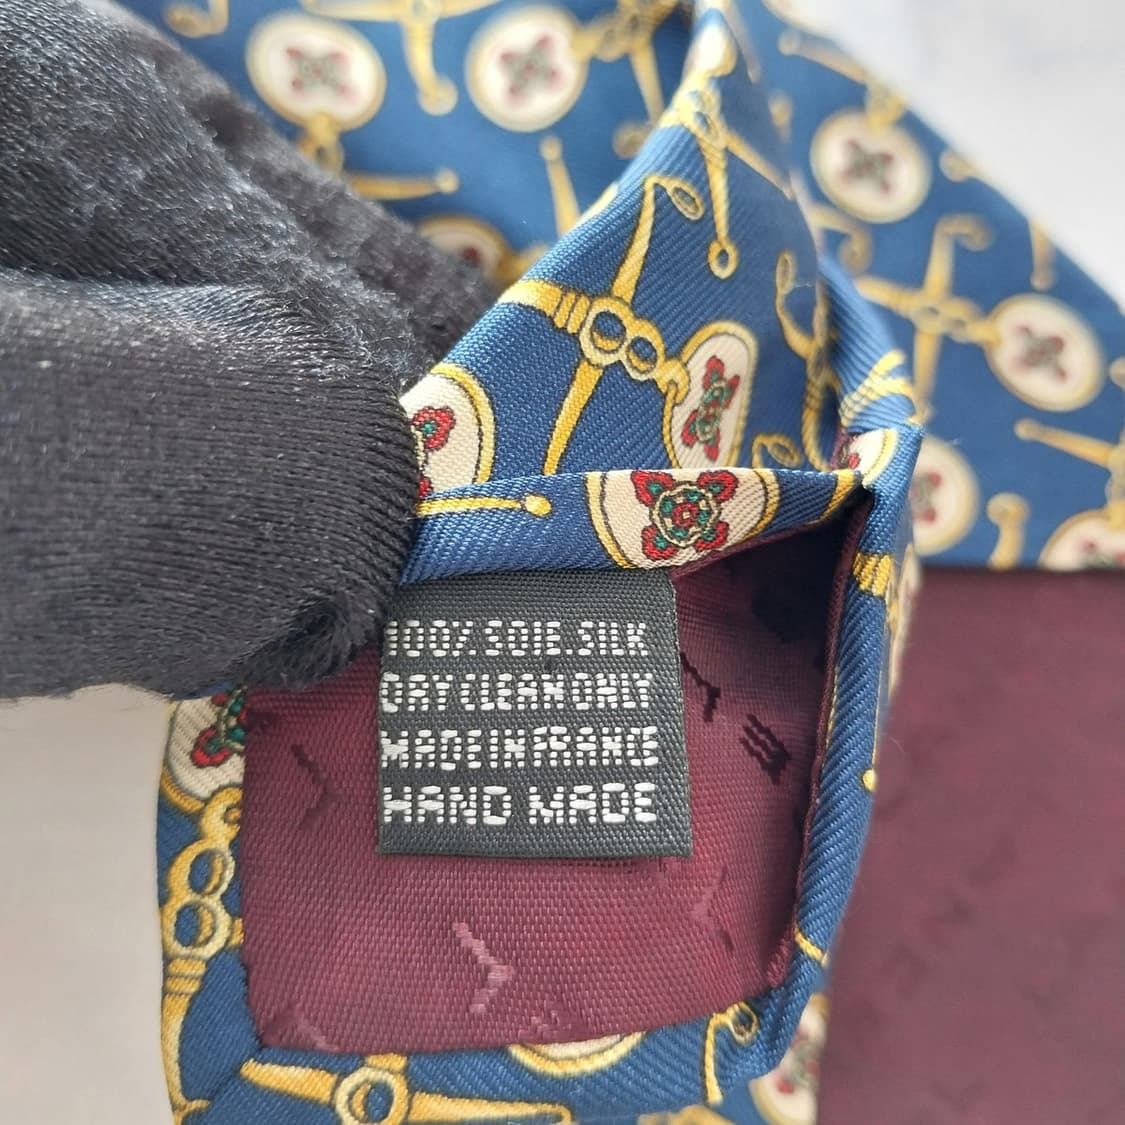 100% SOIE.SILK
DRY CLEAN ONLY
MADE IN FRANCE
HAND MADE